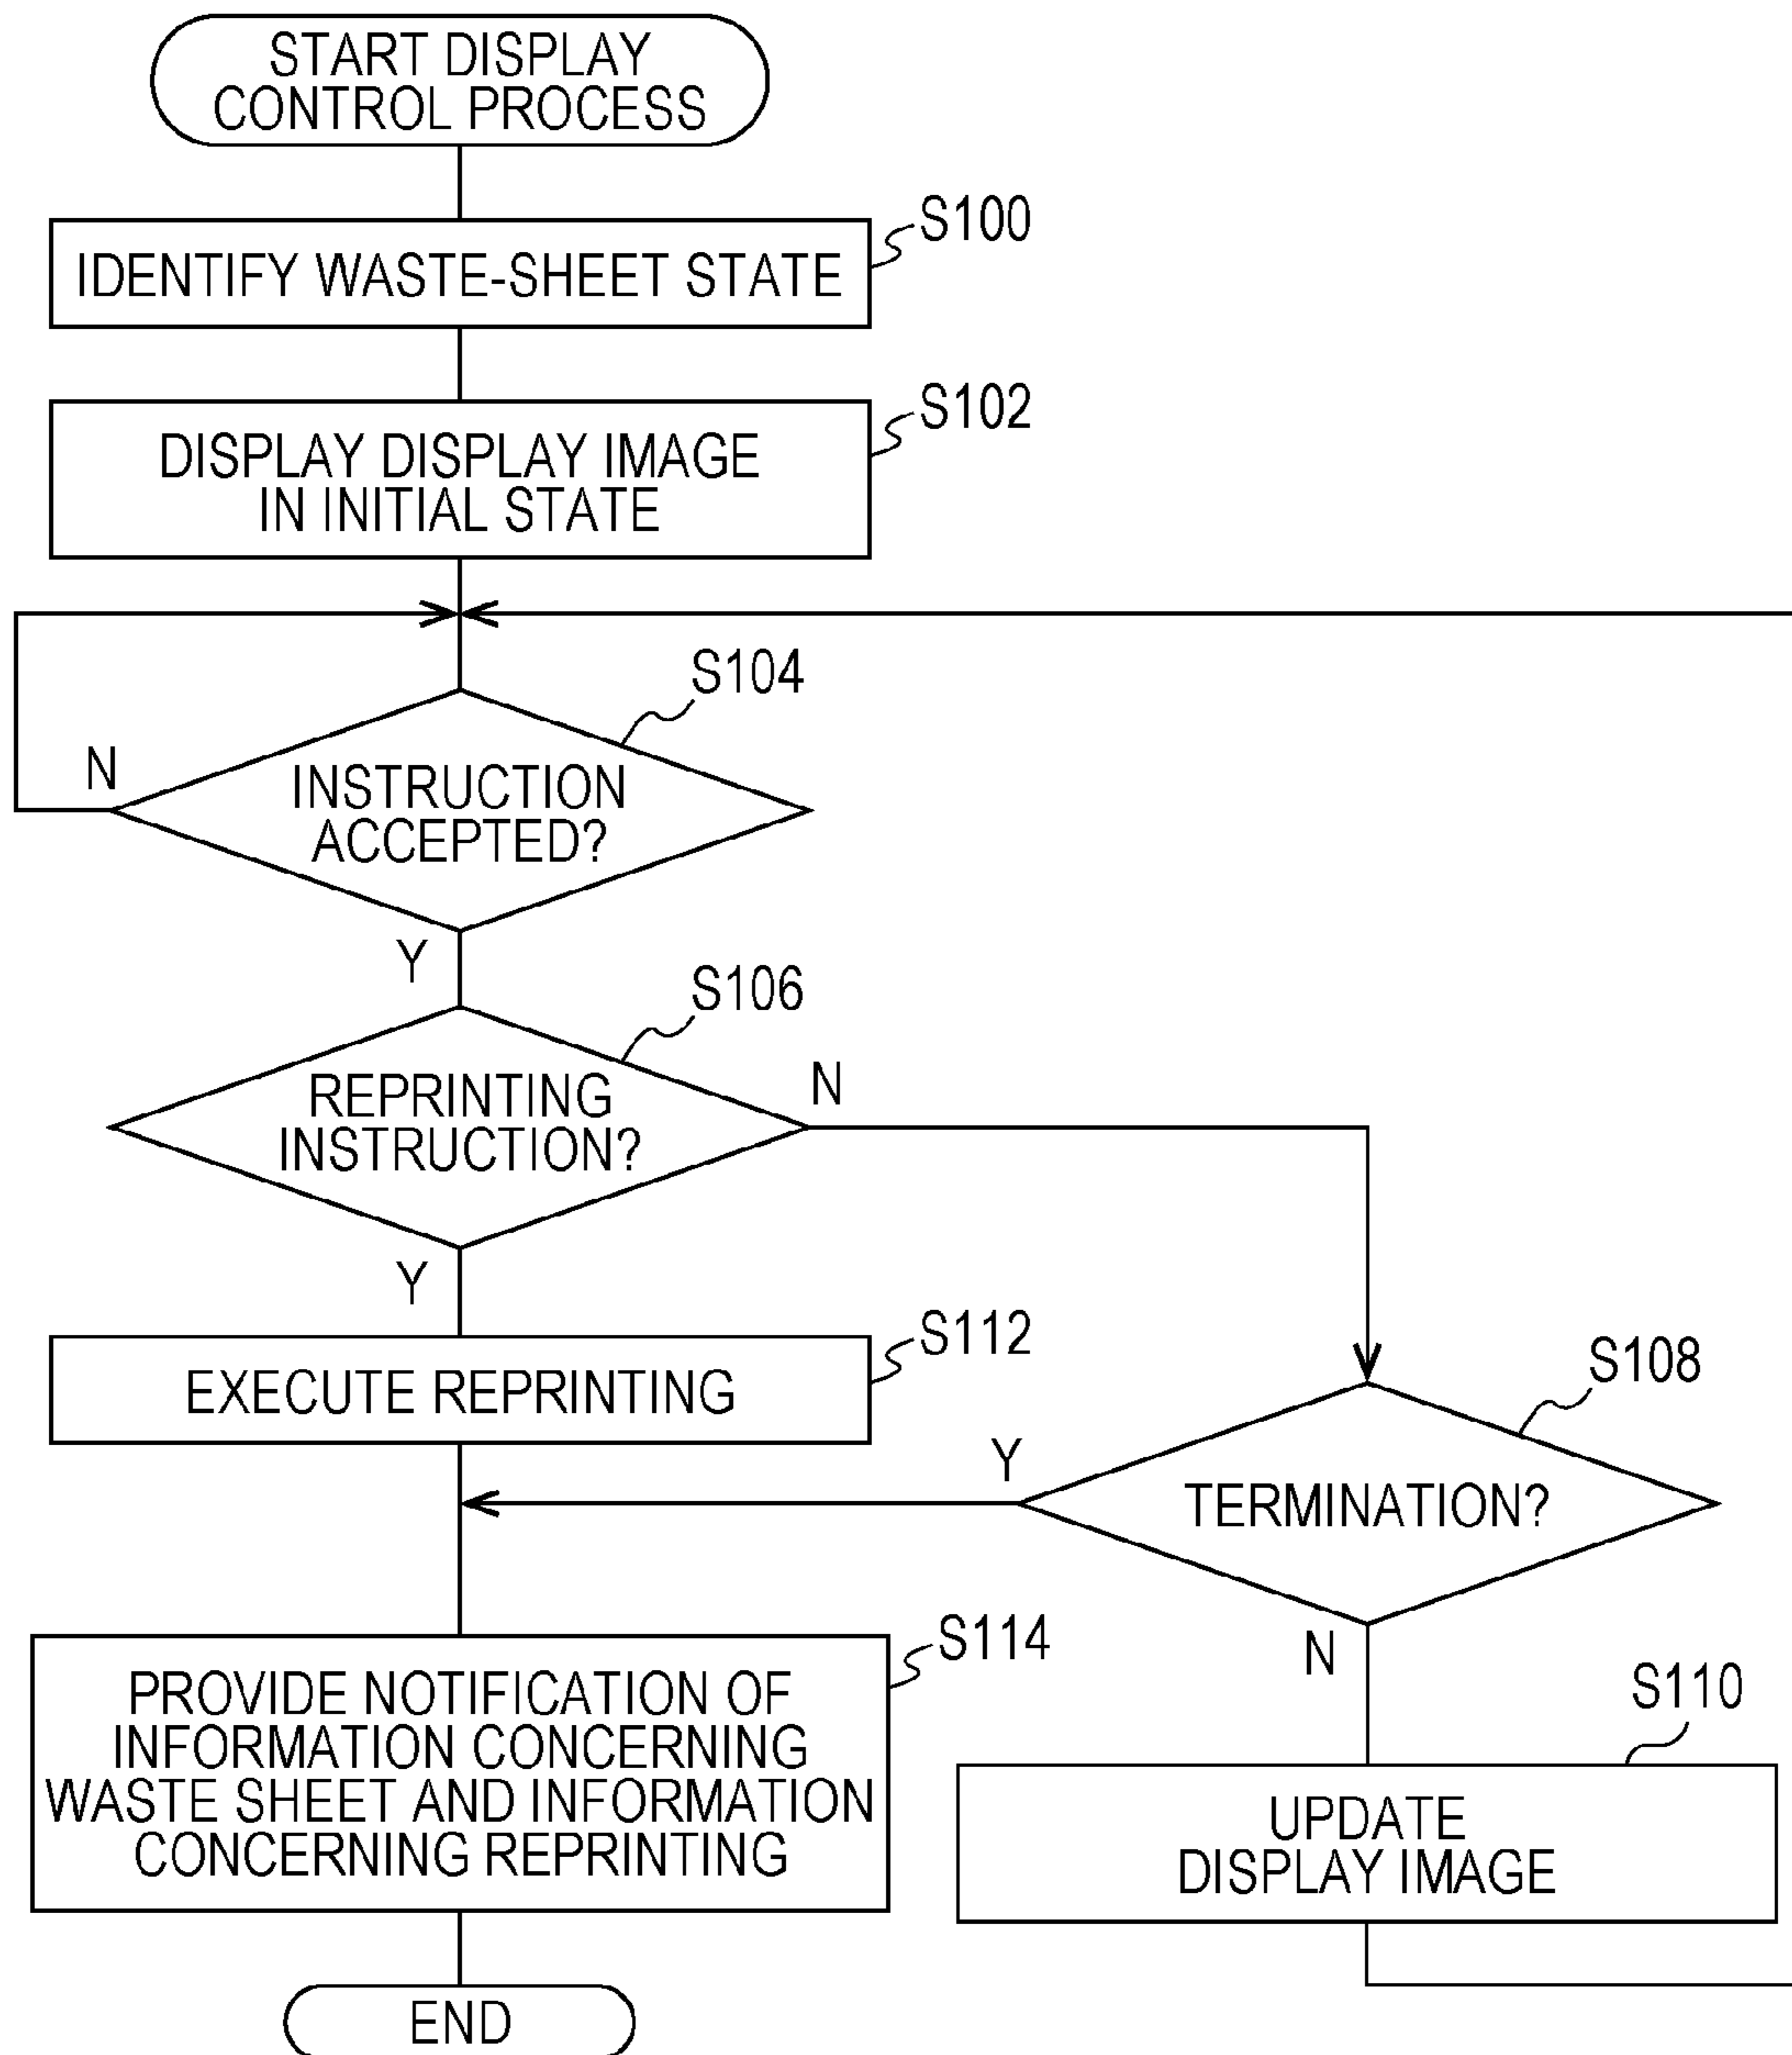 START DISPLAY
CONTROL PROCESS
S100
IDENTIFY WASTE-SHEET STATE
S102
DISPLAY DISPLAY IMAGE
IN INITIAL STATE
S104
N
INSTRUCTION
ACCEPTED?
Y
S106
REPRINTING
INSTRUCTION?
N
Y
S112
EXECUTE REPRINTING
S108
Y
TERMINATION?
N
S114
PROVIDE NOTIFICATION OF
INFORMATION CONCERNING
WASTE SHEET AND INFORMATION
CONCERNING REPRINTING
S110
UPDATE
DISPLAY IMAGE
END